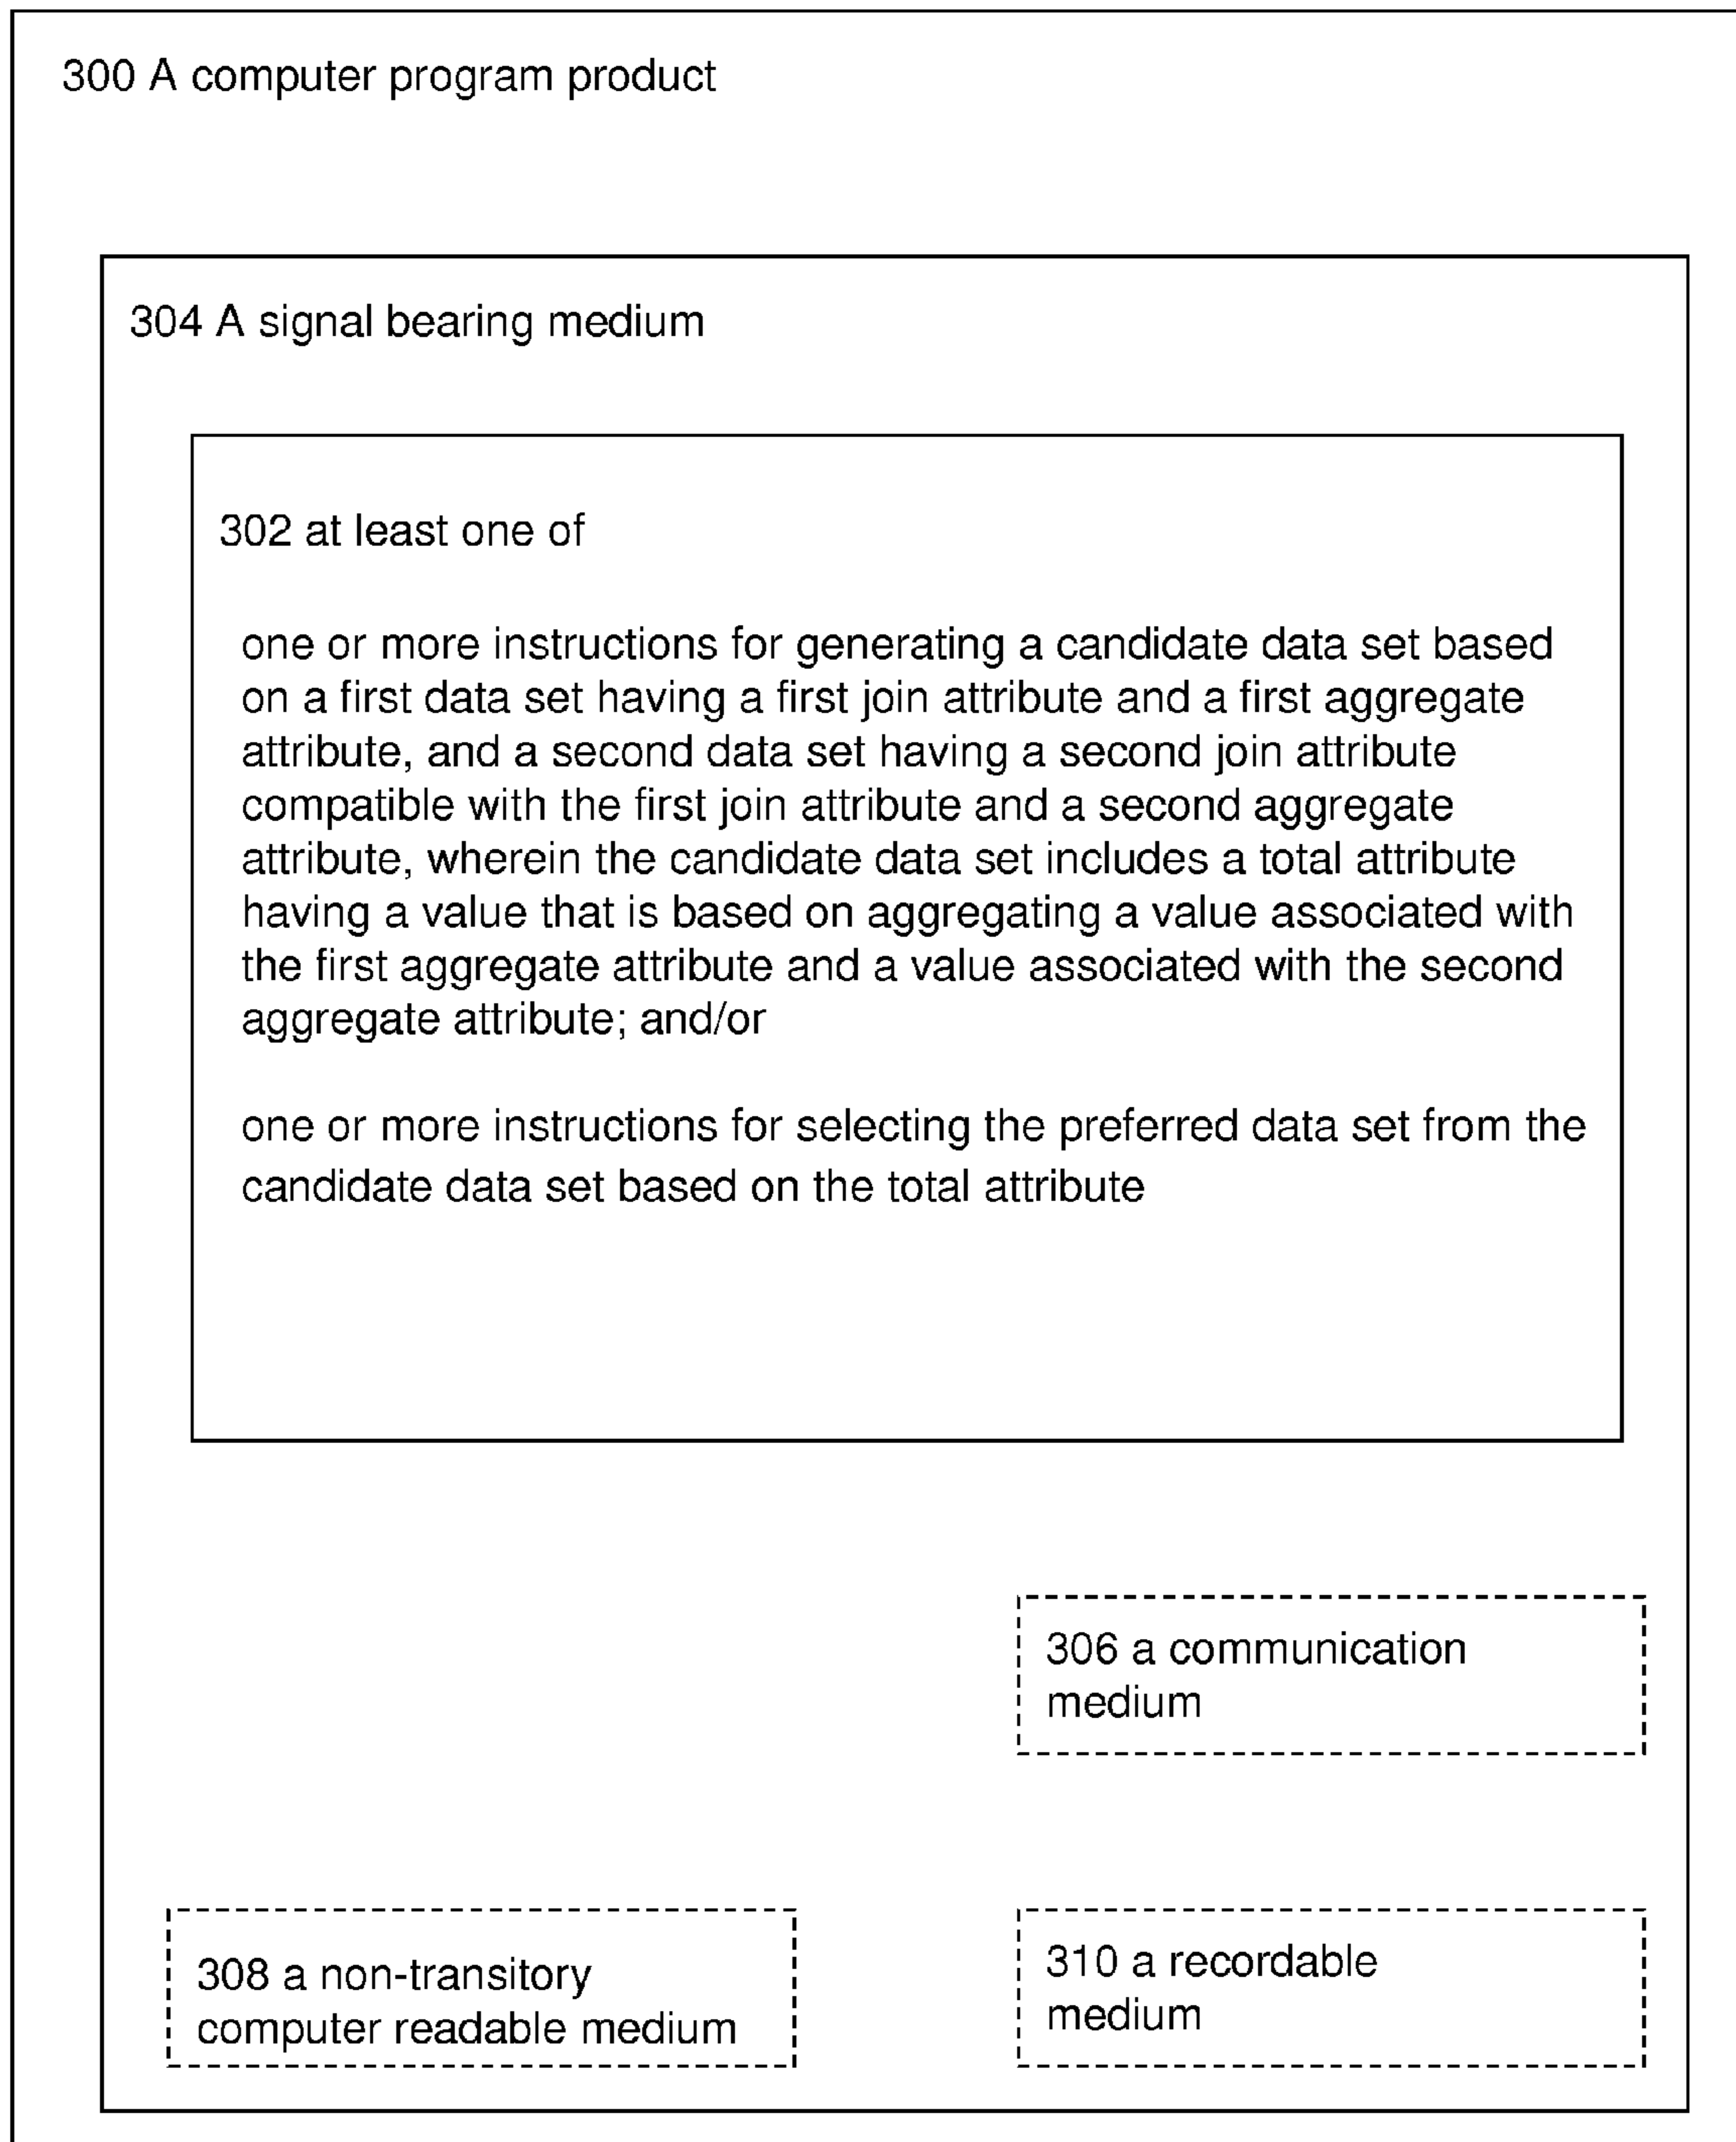 300 A computer program product
304 A signal bearing medium
302 at least one of
one or more instructions for generating a candidate data set based
on a first data set having a first join attribute and a first aggregate
attribute, and a second data set having a second join attribute
compatible with the first join attribute and a second aggregate
attribute, wherein the candidate data set includes a total attribute
having a value that is based on aggregating a value associated with
the first aggregate attribute and a value associated with the second
aggregate attribute; and/or
one or more instructions for selecting the preferred data set from the
candidate data set based on the total attribute
306 a communication
medium
308 a non-transitory
computer readable medium
310 a recordable
medium